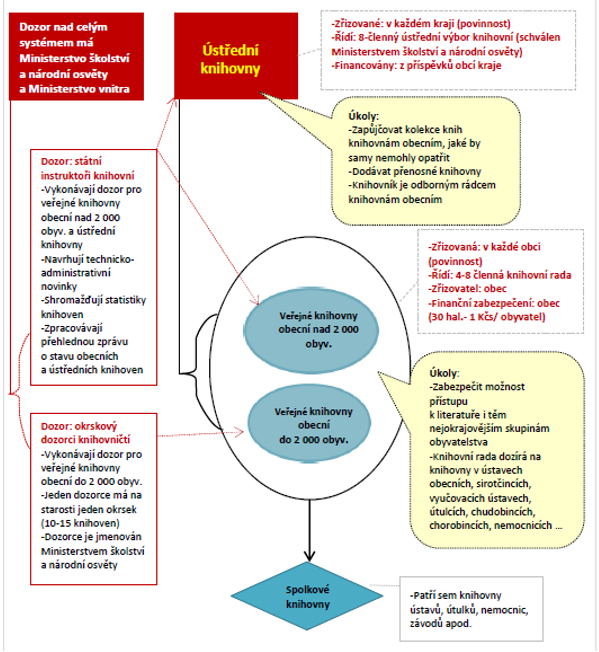 Dozor nad celým
systémem má
Ministerstvo školství
a národní osvěty
a Ministerstvo vnitra
Ústřední
knihovny
-Zřizované: v každém kraji (povinnost)
-Řídí: 8-členný ústřední výbor knihovní (schválen
Ministerstvem školství a národní osvěty)
-Financovány: z příspěvků obcí kraje
Úkoly:
-Zapůjčovat kolekce knih
knihovnám obecním, jaké by
samy nemohly opatřit
-Dodávat přenosné knihovny
-Knihovník je odborným rádcem
knihovnám obecním
Dozor: státní
instruktoři knihovní
-Vykonávají dozor pro
veřejné knihovny
obecní nad 2 000
obyv. a ústřední
knihovny
-Navrhují technicko-
administrativní
novinky
-Shromažďují statistiky
knihoven
-Zpracovávají
přehlednou zprávu
o stavu obecních
a ústředních knihoven
-Zřizovaná: v každé obci
(povinnost)
-Řídí: 4-8 členná knihovní rada
-Zřizovatel: obec
-Finanční zabezpečení: obec
(30 hal.- 1 Kčs/ obyvatel)
Veřejné knihovny
obecní nad 2 000
obyv.
Veřejné knihovny
obecní
do 2 000 obyv.
Úkoly:
-Zabezpečit možnost
přístupu
k literatuře i těm
nejokrajovějším skupinám
obyvatelstva
-Knihovní rada dozírá na
knihovny v ústavech
obecních, sirotčincích,
vyučovacích ústavech,
útulcích, chudobincích,
chorobincích, nemocnicích ...
Dozor: okrskový
dozorci knihovničtí
-Vykonávají dozor pro
veřejné knihovny
obecní do 2 000 obyv.
-Jeden dozorce má na
starosti jeden okrsek
(10-15 knihoven)
-Dozorce je jmenován
Ministerstvem školství
a národní osvěty
Spolkové
knihovny
-Patří sem knihovny
ústavů, útulků, nemocnic,
závodů apod.